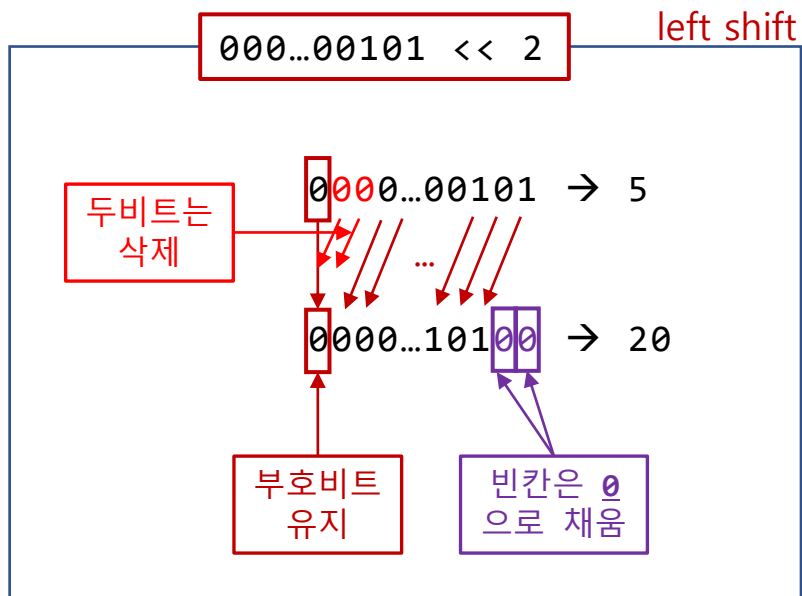 left shift
000…00101 << 2
0000…00101 → 5
두비트는
삭제
…
0000…10100 → 20
부호비트
유지
빈칸은 0
으로 채움